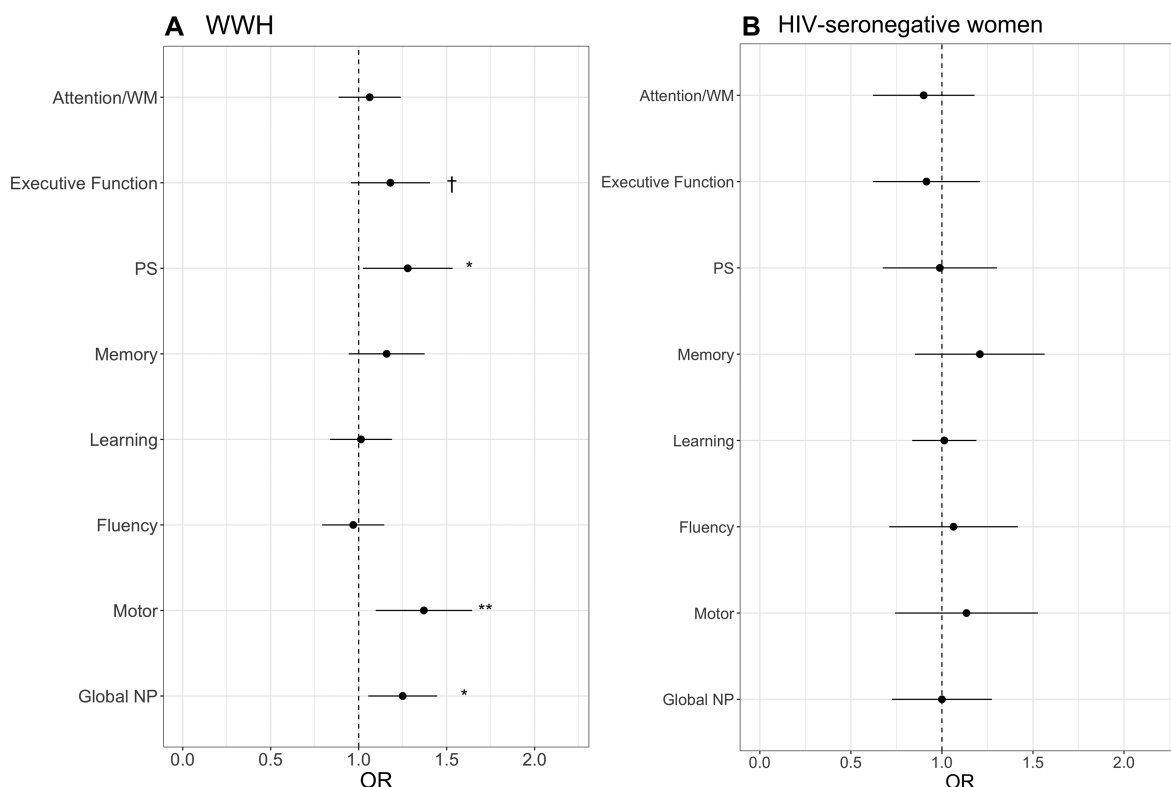 A WWH
Attention/WM
Executive Function †
PS *
Memory
Learning
Fluency
Motor **
Global NP *
0.0 0.5 1.0 1.5 2.0
OR
B HIV-seronegative women
Attention/WM
Executive Function
PS
Memory
Learning
Fluency
Motor
Global NP
0.0 0.5 1.0 1.5 2.0
OR